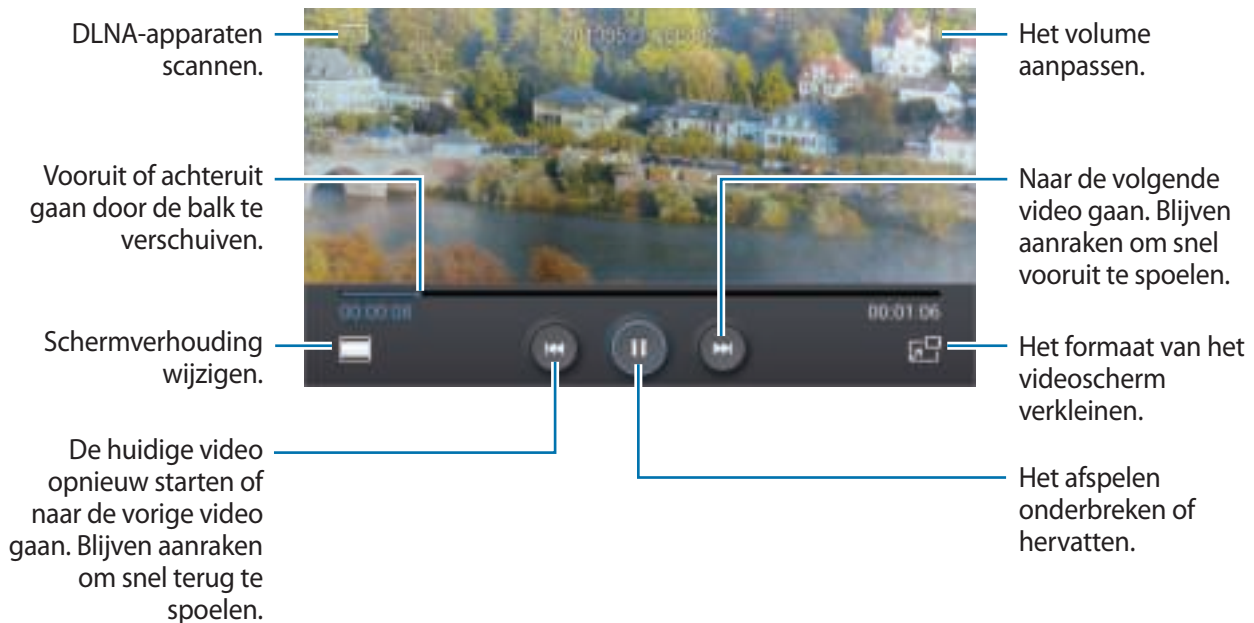 DLNA-apparaten
scannen.
Vooruit of achteruit
gaan door de balk te
verschuiven.
Schermverhouding
wijzigen.
De huidige video
opnieuw starten of
naar de vorige video
gaan. Blijven aanraken
om snel terug te
spoelen.
00:00:08
00:01:06
Het volume
aanpassen.
Naar de volgende
video gaan. Blijven
aanraken om snel
vooruit te spoelen.
Het formaat van het
videoscherm
verkleinen.
Het afspelen
onderbreken of
hervatten.